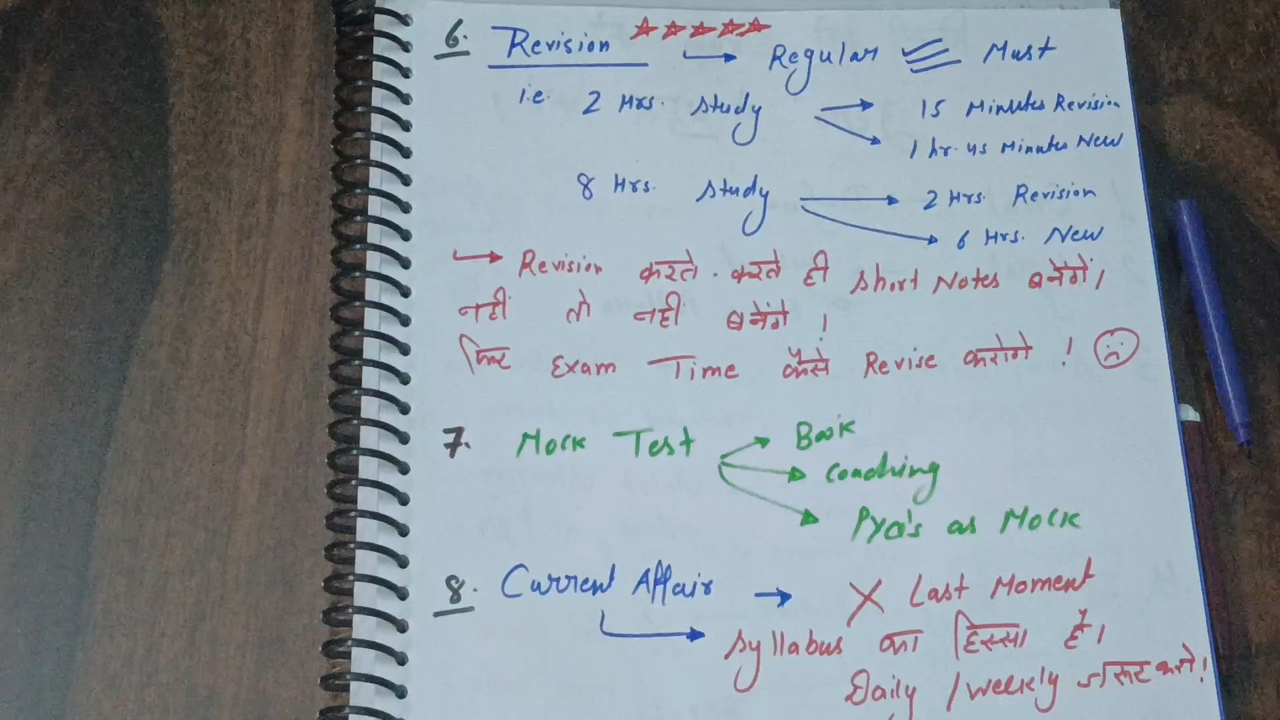 6. Revision ☆☆☆☆☆ → Regular Must
i.e. 2 Hrs. Study → 15 Minutes Revision
→ 1 hr. 45 Minutes New
8 Hrs. Study → 2 Hrs. Revision
→ 6 Hrs. New
→ Revision करते-करते ही Short Notes बनेंगे।
नहीं तो नहीं बनेंगे !
फिर Exam Time कैसे Revise करोगे ! ☹
7. Mock Test → Book
→ Coaching
→ PYQ's as Mock
8. Current Affair → X Last Moment
→ Syllabus का हिस्सा है।
Daily / Weekly करो!